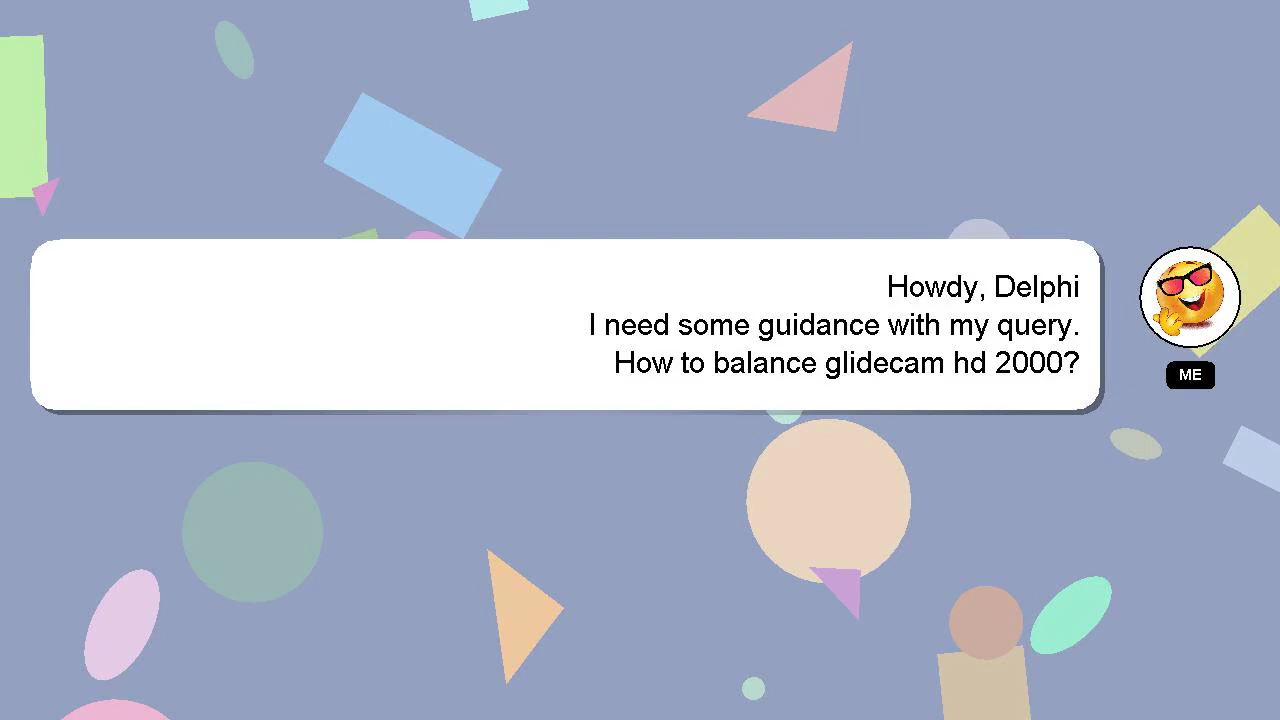 Howdy, Delphi
I need some guidance with my query.
How to balance glidecam hd 2000?
ME